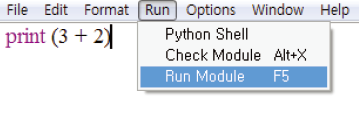 File Edit Format Run Options Window Help
print (3 + 2)
Python Shell
Check Module Alt+X
Run Module F5